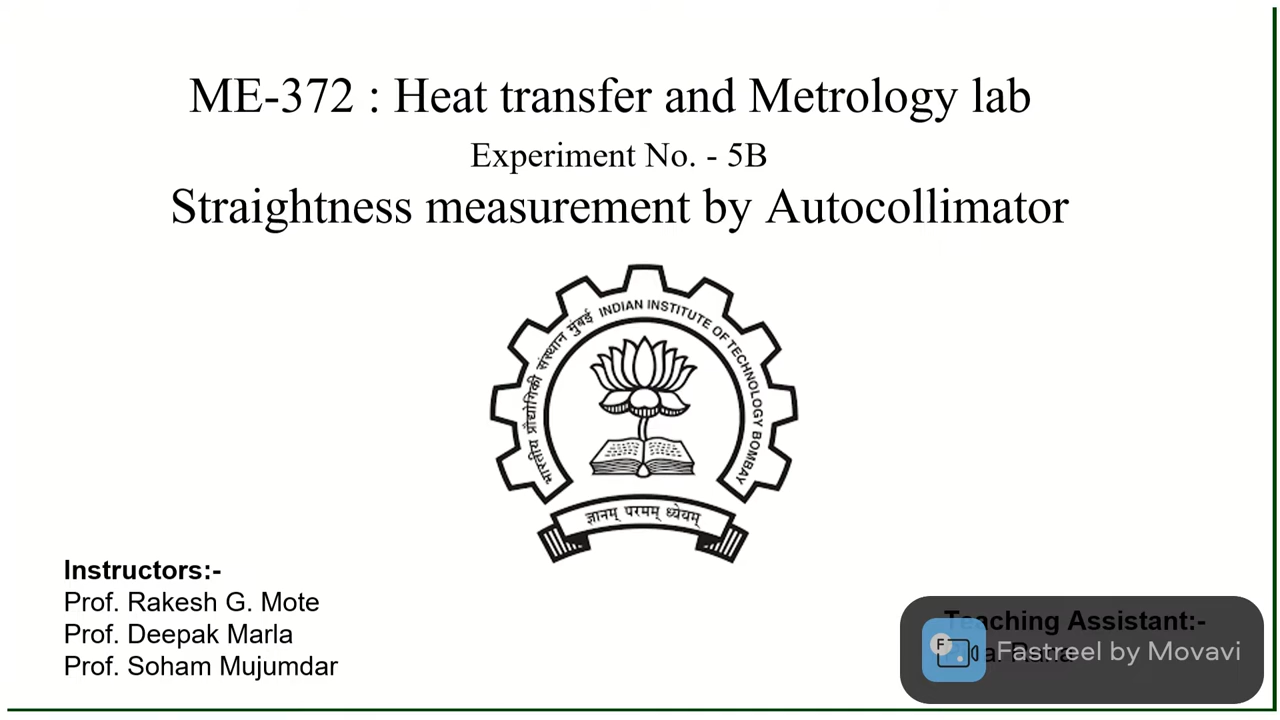 ME-372 : Heat transfer and Metrology lab
Experiment No. - 5B
Straightness measurement by Autocollimator
भारतीय प्रौद्योगिकी संस्थान मुंबई INDIAN INSTITUTE OF TECHNOLOGY BOMBAY
ज्ञानम् परमम् ध्येयम्
Instructors:-
Prof. Rakesh G. Mote
Prof. Deepak Marla
Prof. Soham Mujumdar
Teaching Assistant:-
Fastreel by Movavi